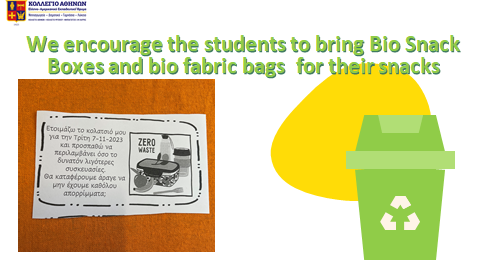 ΚΟΛΛΕΓΙΟ ΑΘΗΝΩΝ
We encourage the students to bring Bio Snack
Boxes and bio fabric bags for their snacks
Ετοιμάζω το κολατσιό μου
για την Τρίτη 7-11-2023
και προσπαθώ να
περιλαμβάνει όσο το
δυνατόν λιγότερες
συσκευασίες.
Θα καταφέρουμε άραγε να
μην έχουμε καθόλου
απορρίμματα;
ZERO
WASTE